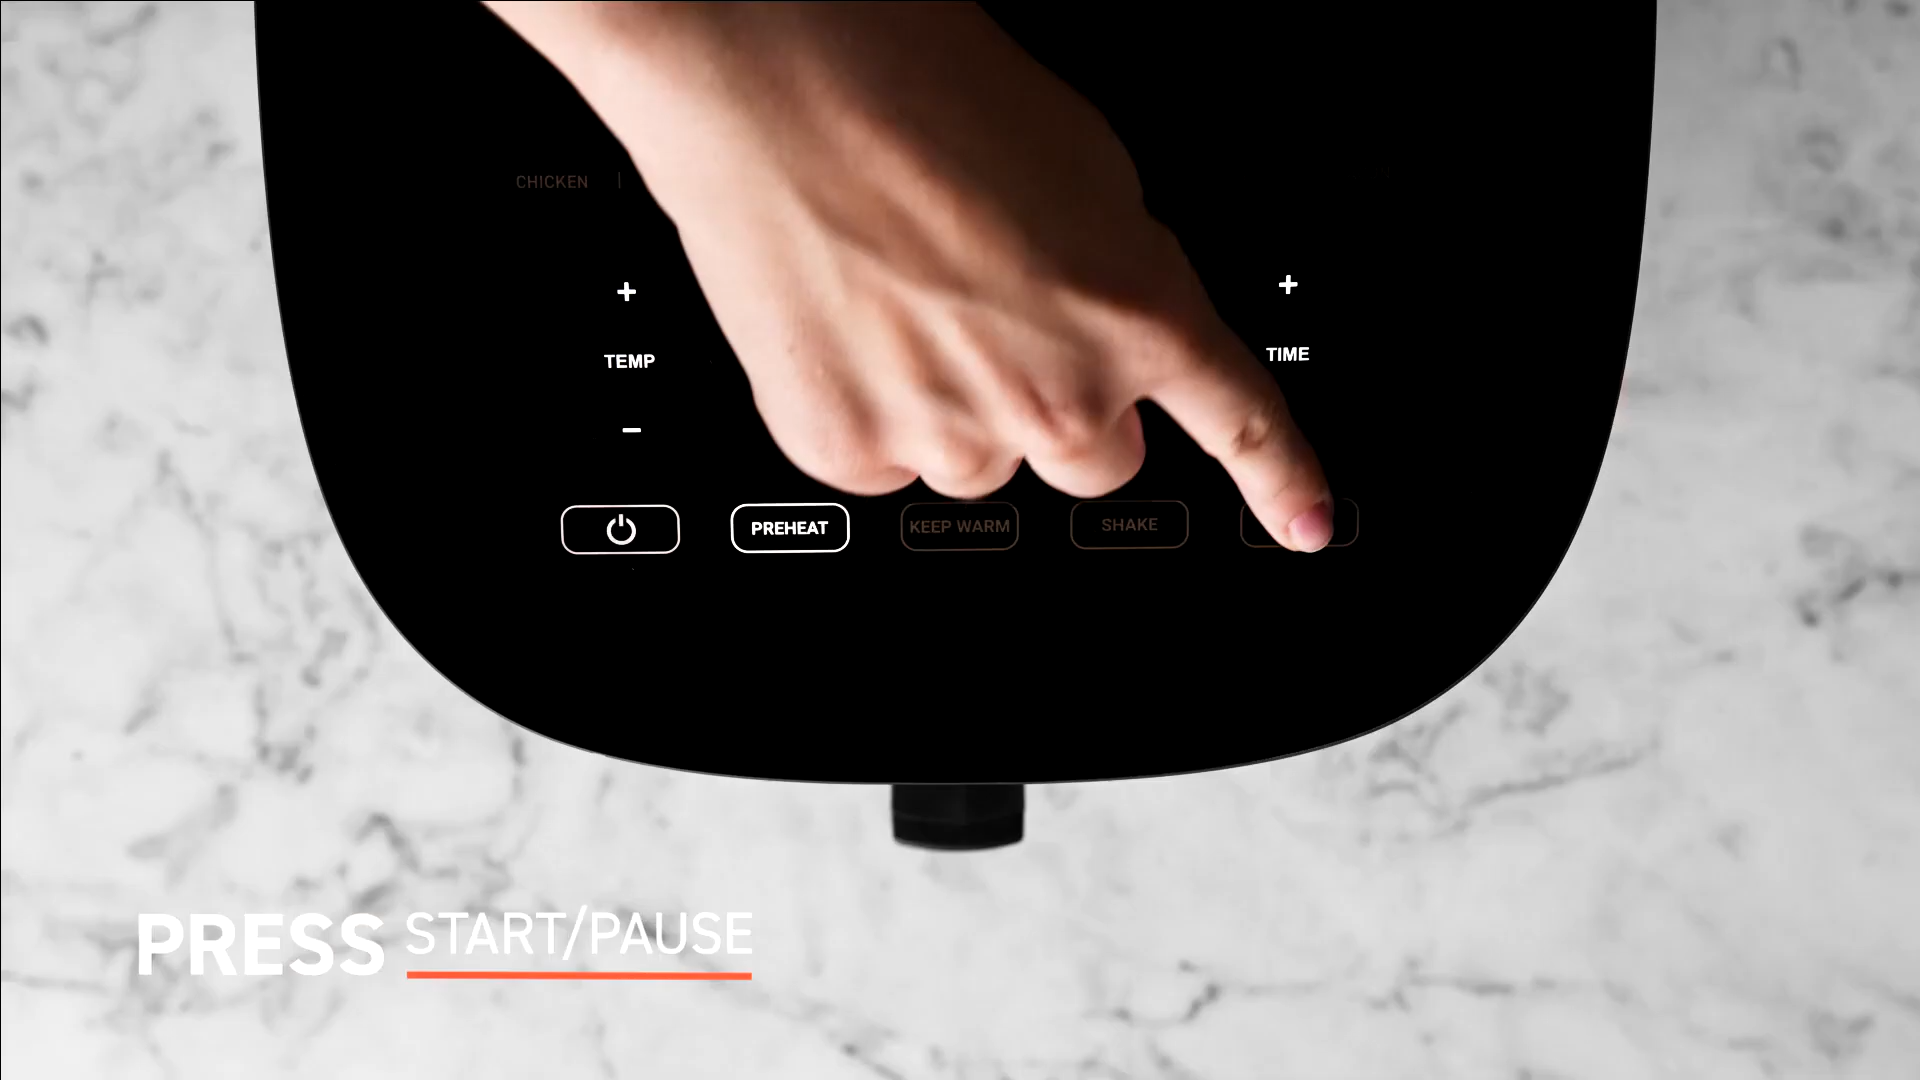 CHICKEN |
+
+
TEMP
TIME
−
PREHEAT
KEEP WARM
SHAKE
PRESS START/PAUSE